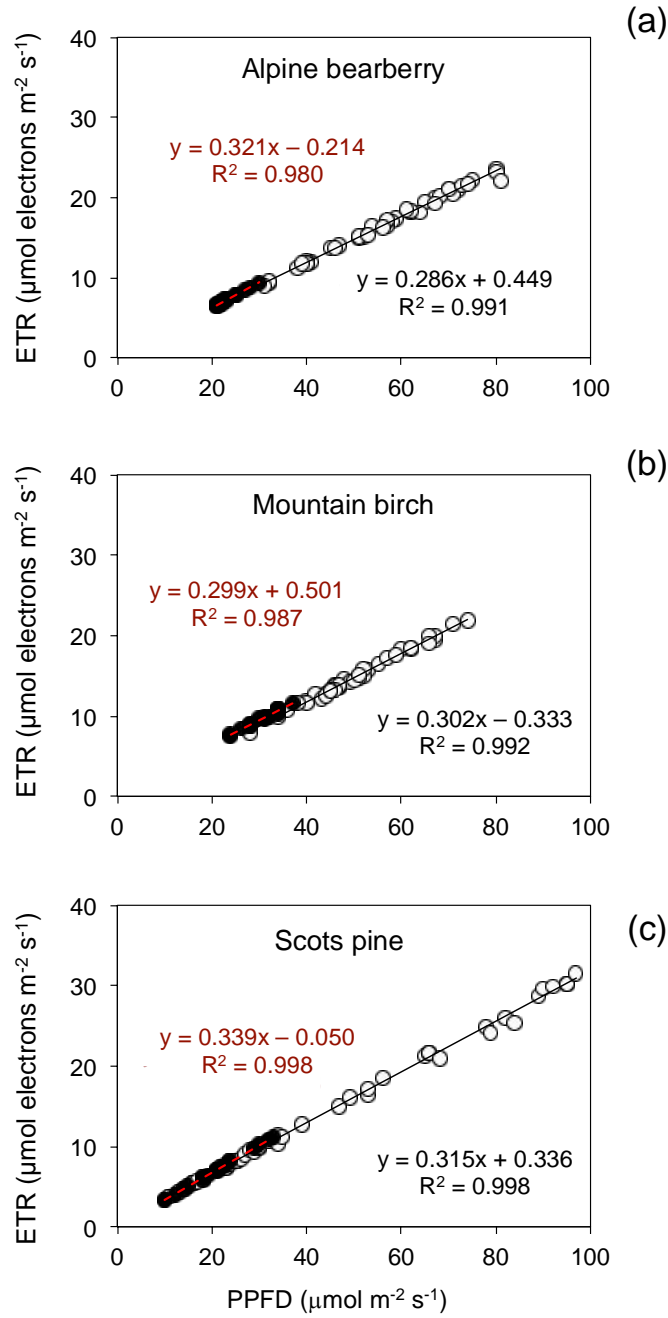 (a)
Alpine bearberry
ETR (µmol electrons m-2 s-1)
40
30
20
10
0
y = 0.321x – 0.214
R2 = 0.980
y = 0.286x + 0.449
R2 = 0.991
0 20 40 60 80 100
(b)
Mountain birch
ETR (µmol electrons m-2 s-1)
40
30
20
10
0
y = 0.299x + 0.501
R2 = 0.987
y = 0.302x – 0.333
R2 = 0.992
0 20 40 60 80 100
(c)
Scots pine
ETR (µmol electrons m-2 s-1)
40
30
20
10
0
y = 0.339x – 0.050
R2 = 0.998
y = 0.315x + 0.336
R2 = 0.998
0 20 40 60 80 100
PPFD (µmol m-2 s-1)